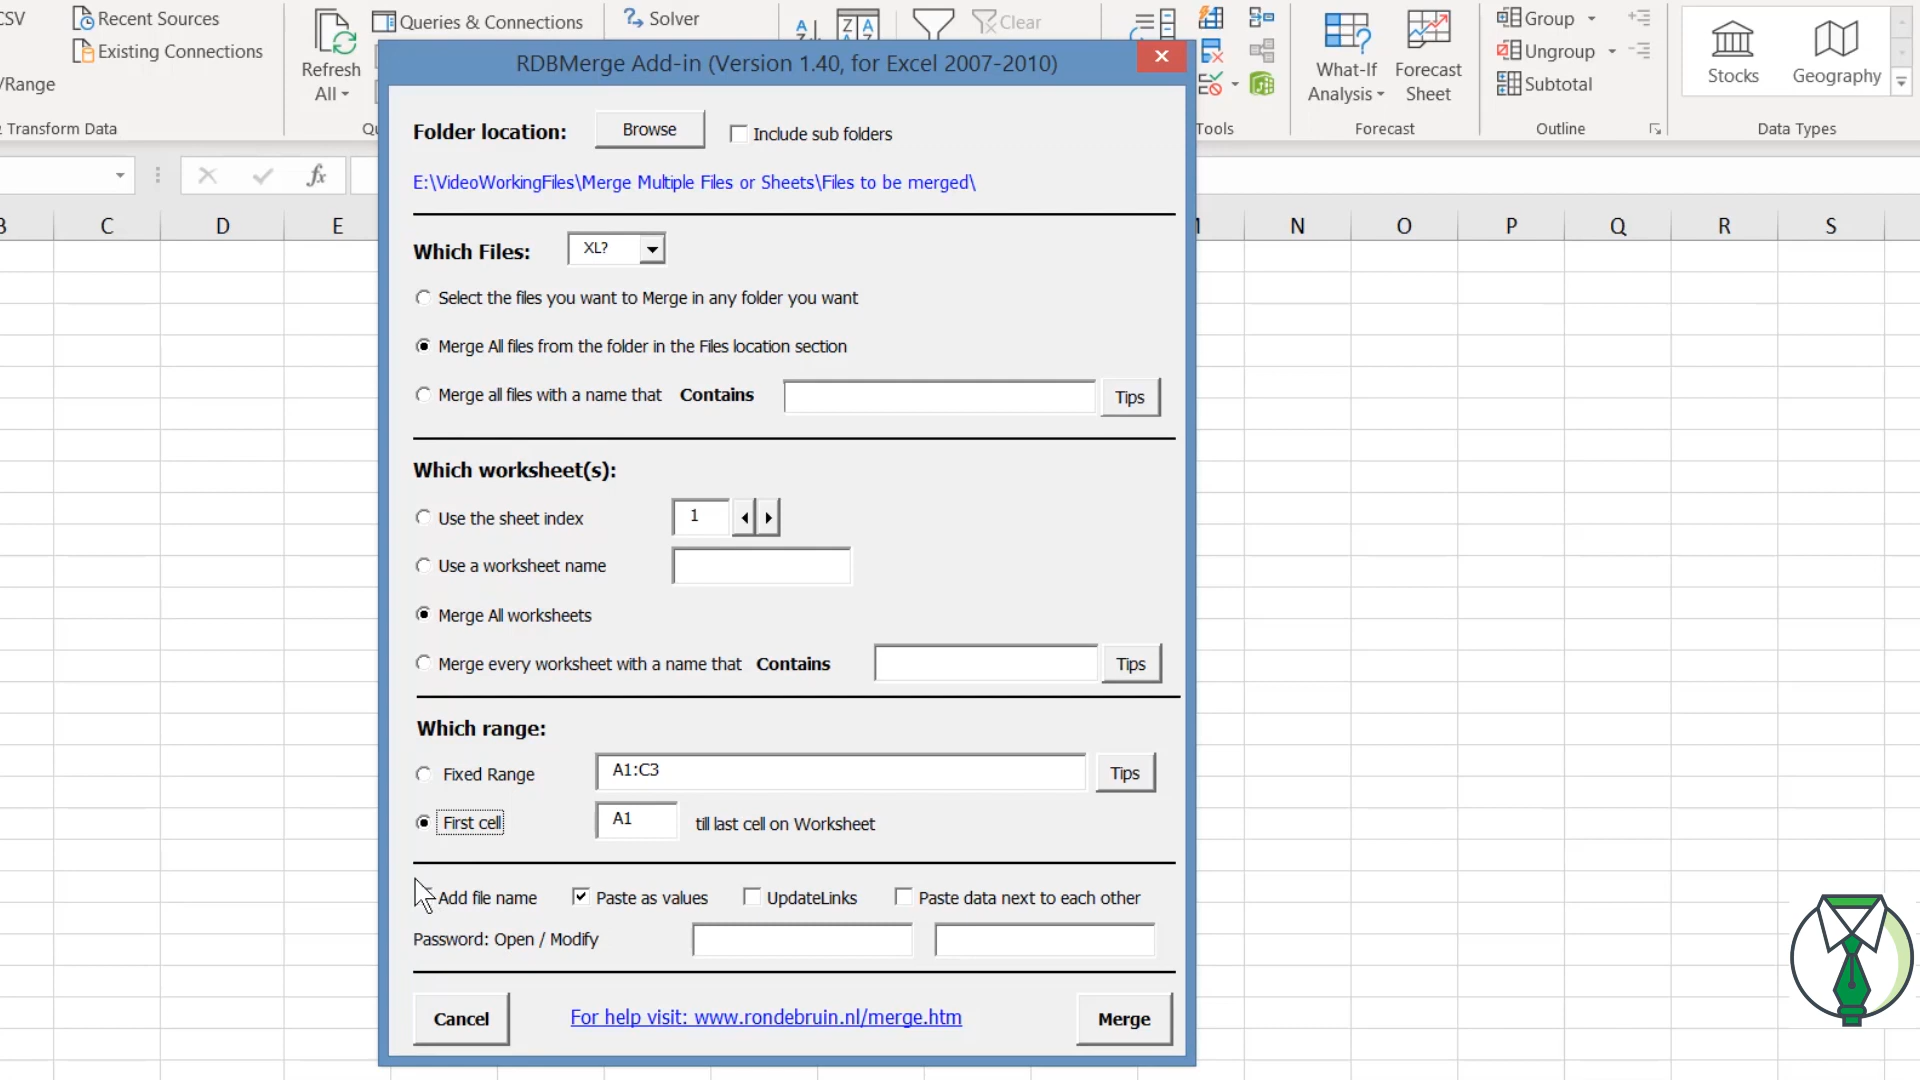 CSV
Recent Sources
Queries & Connections
Solver
Clear
Group
Existing Connections
Ungroup
/Range
Refresh
All
What-If
Analysis
Forecast
Sheet
Subtotal
Stocks
Geography
Transform Data
Tools
Forecast
Outline
Data Types
fx
C D E N O P Q R S
RDBMerge Add-in (Version 1.40, for Excel 2007-2010)
Folder location: Browse Include sub folders
E:\VideoWorkingFiles\Merge Multiple Files or Sheets\Files to be merged\
Which Files: XL?
Select the files you want to Merge in any folder you want
Merge All files from the folder in the Files location section
Merge all files with a name that Contains Tips
Which worksheet(s):
Use the sheet index 1
Use a worksheet name
Merge All worksheets
Merge every worksheet with a name that Contains Tips
Which range:
Fixed Range A1:C3 Tips
First cell A1 till last cell on Worksheet
Add file name Paste as values UpdateLinks Paste data next to each other
Password: Open / Modify
Cancel For help visit: www.rondebruin.nl/merge.htm Merge